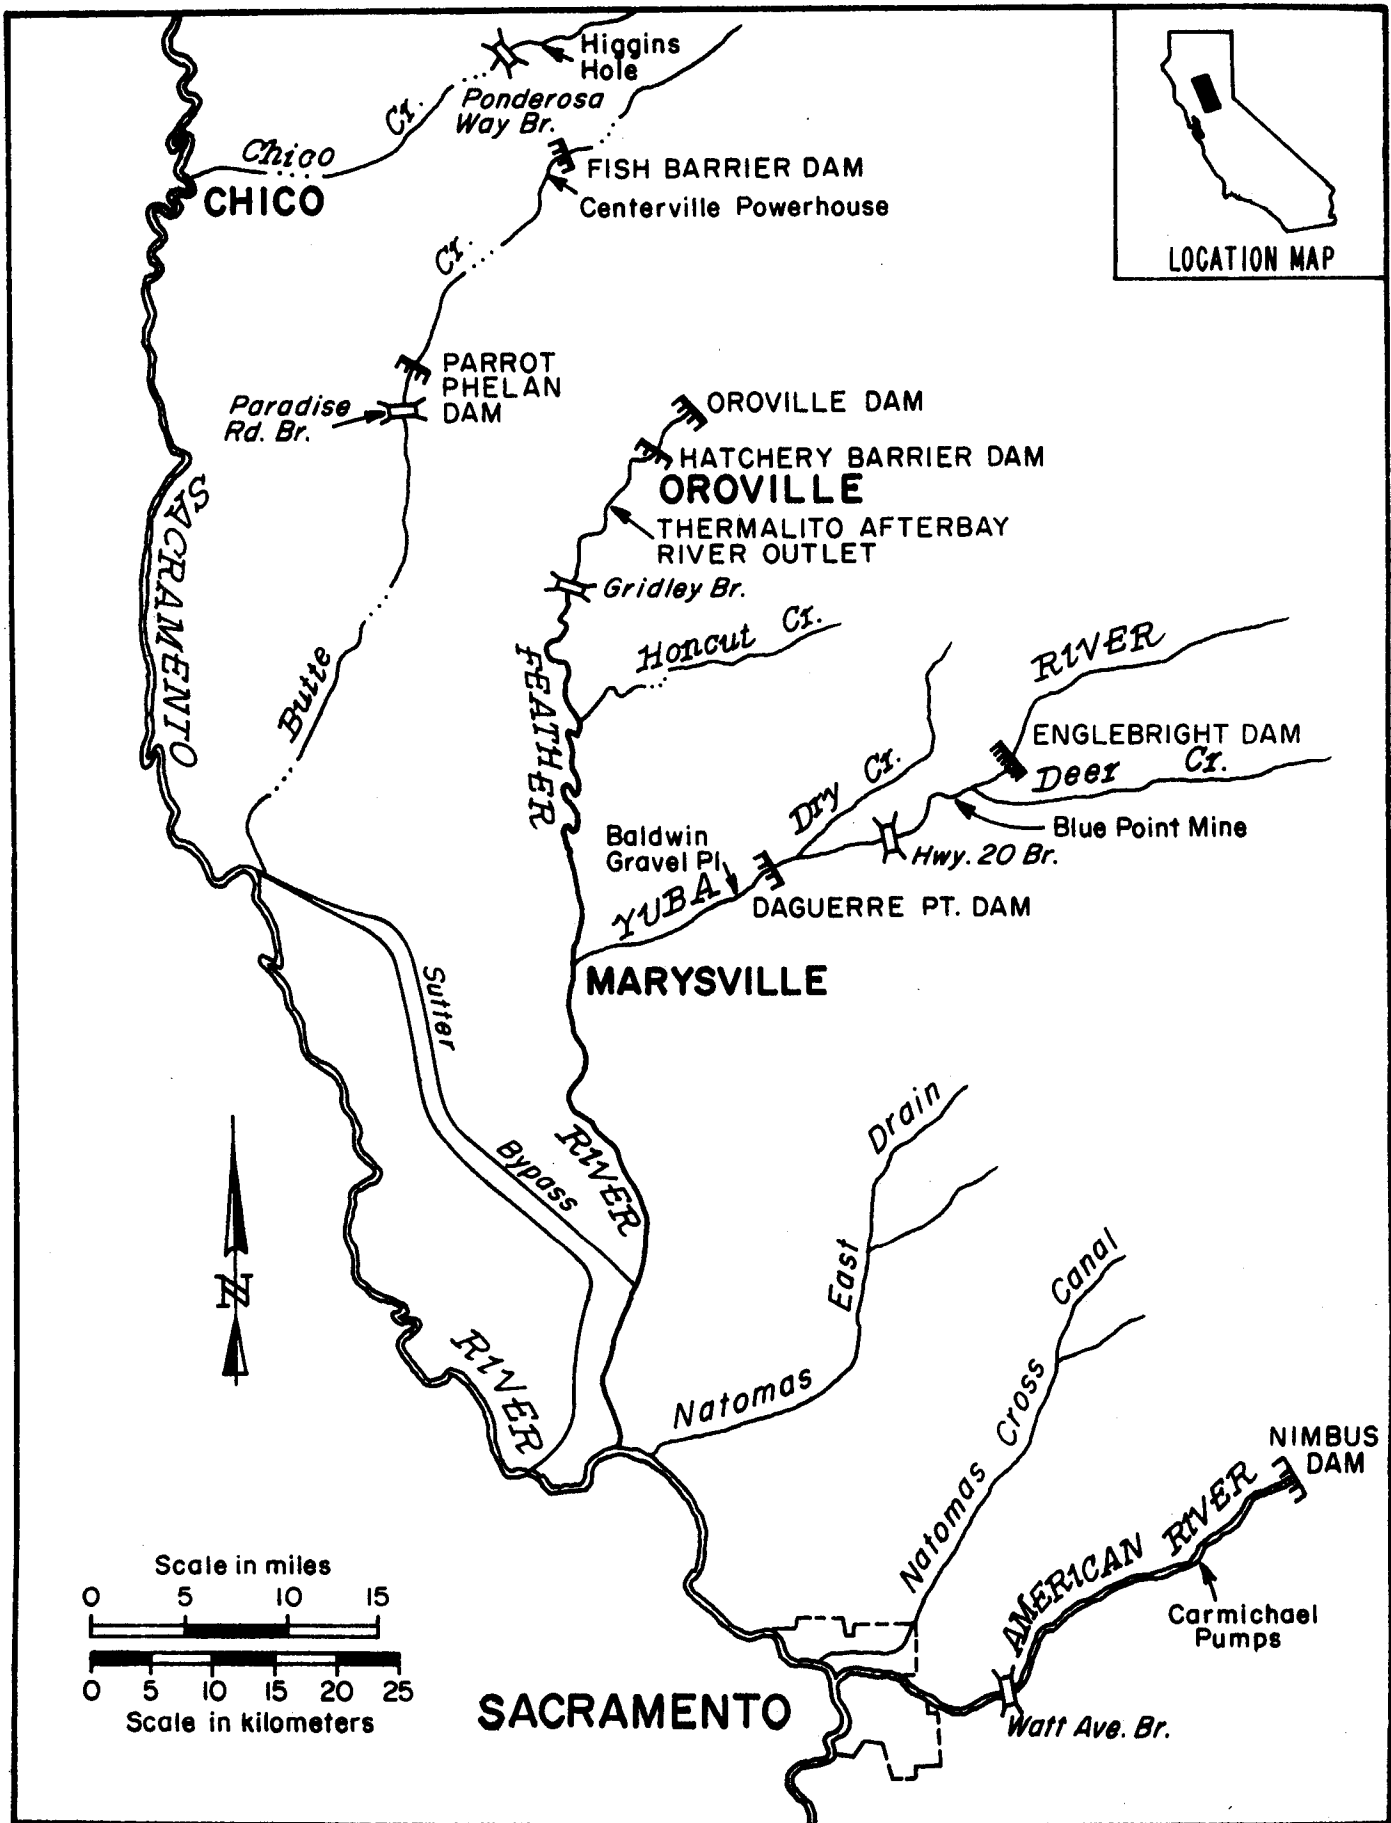 Higgins
Hole
Ponderosa
Way Br.
Chico Cr.
CHICO
FISH BARRIER DAM
Centerville Powerhouse
LOCATION MAP
Butte Cr.
PARROT
PHELAN
DAM
Paradise
Rd. Br.
OROVILLE DAM
HATCHERY BARRIER DAM
OROVILLE
THERMALITO AFTERBAY
RIVER OUTLET
Gridley Br.
Honcut Cr.
SACRAMENTO RIVER
FEATHER RIVER
YUBA RIVER
ENGLEBRIGHT DAM
Deer Cr.
Dry Cr.
Blue Point Mine
Hwy. 20 Br.
Baldwin
Gravel Pl.
DAGUERRE PT. DAM
MARYSVILLE
Sutter Bypass
N
Natomas East Drain
Natomas Cross Canal
NIMBUS
DAM
AMERICAN RIVER
Carmichael
Pumps
Watt Ave. Br.
SACRAMENTO
Scale in miles
0 5 10 15
0 5 10 15 20 25
Scale in kilometers